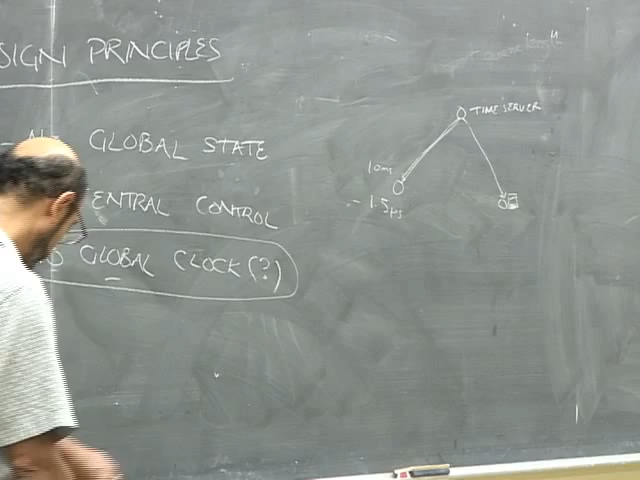 SIGN PRINCIPLES
GLOBAL STATE
ENTRAL CONTROL
GLOBAL CLOCK (?)
TIME SERVER
10ms
- 1.5μs